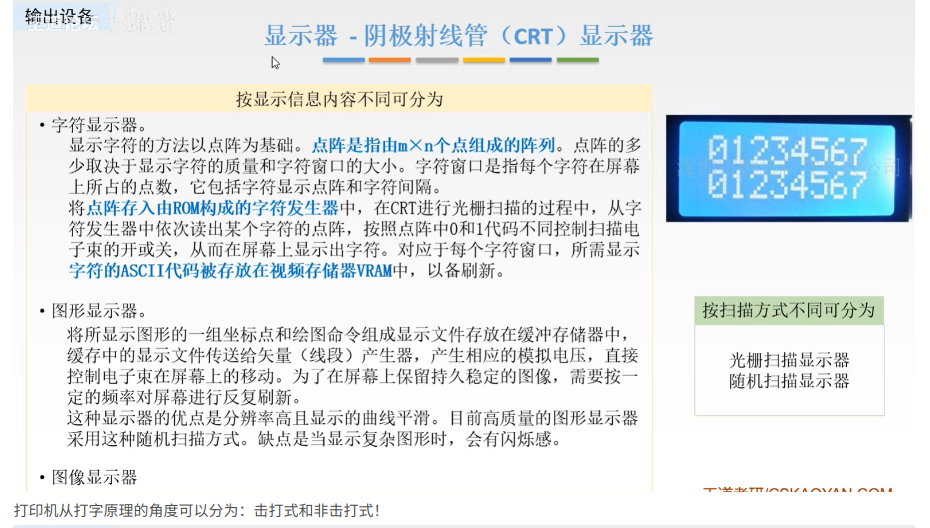 输出设备
显示器 - 阴极射线管（CRT）显示器
按显示信息内容不同可分为
• 字符显示器。
显示字符的方法以点阵为基础。点阵是指由m×n个点组成的阵列。点阵的多
少取决于显示字符的质量和字符窗口的大小。字符窗口是指每个字符在屏幕
上所占的点数，它包括字符显示点阵和字符间隔。
将点阵存入由ROM构成的字符发生器中，在CRT进行光栅扫描的过程中，从字
符发生器中依次读出某个字符的点阵，按照点阵中0和1代码不同控制扫描电
子束的开或关，从而在屏幕上显示出字符。对应于每个字符窗口，所需显示
字符的ASCII代码被存放在视频存储器VRAM中，以备刷新。
• 图形显示器。
将所显示图形的一组坐标点和绘图命令组成显示文件存放在缓冲存储器中，
缓存中的显示文件传送给矢量（线段）产生器，产生相应的模拟电压，直接
控制电子束在屏幕上的移动。为了在屏幕上保留持久稳定的图像，需要按一
定的频率对屏幕进行反复刷新。
这种显示器的优点是分辨率高且显示的曲线平滑。目前高质量的图形显示器
采用这种随机扫描方式。缺点是当显示复杂图形时，会有闪烁感。
• 图像显示器
01234567
01234567
按扫描方式不同可分为
光栅扫描显示器
随机扫描显示器
王道考研/CSKAOYAN.COM
打印机从打字原理的角度可以分为：击打式和非击打式！